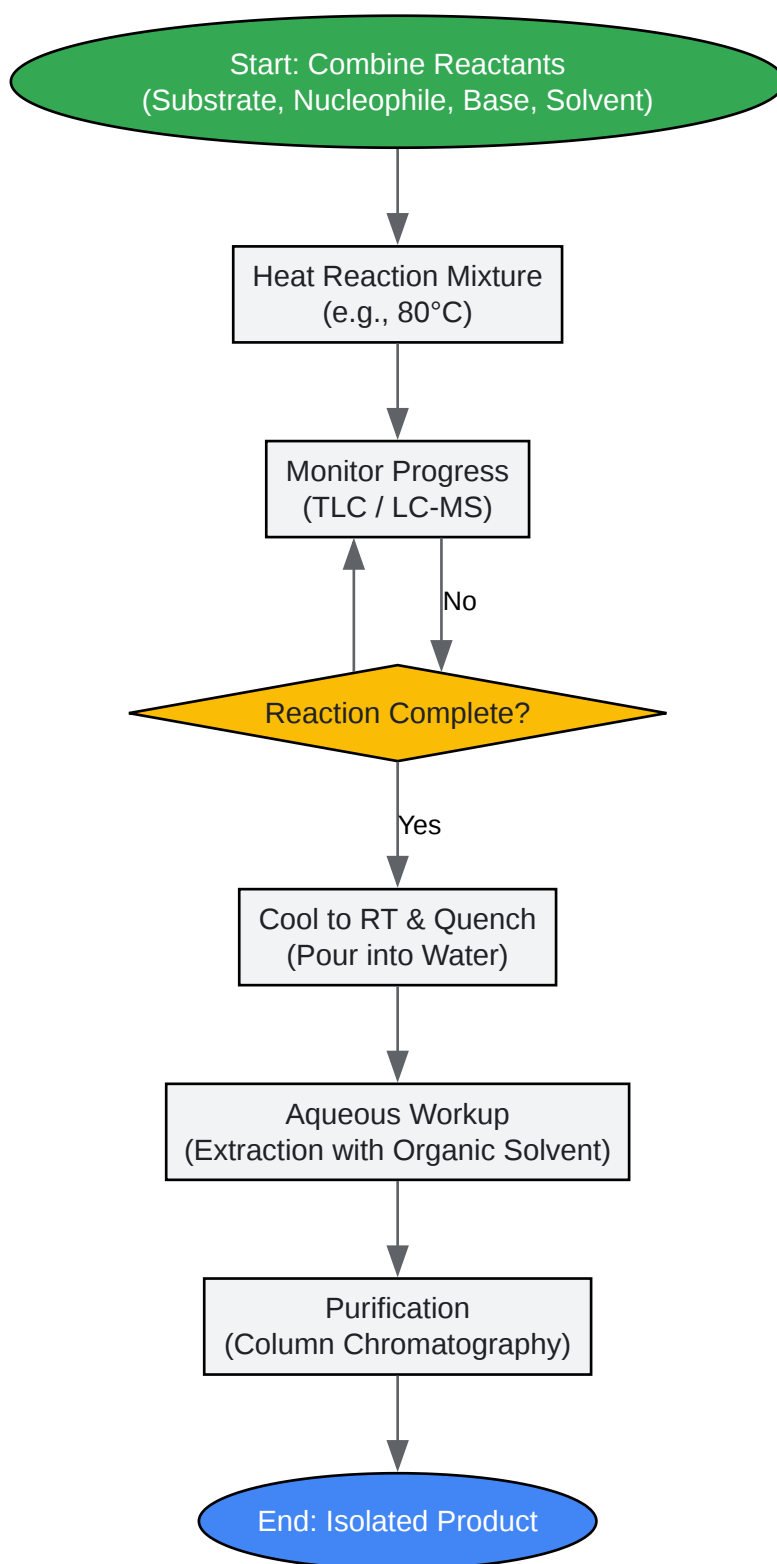 Start: Combine Reactants
(Substrate, Nucleophile, Base, Solvent)
Heat Reaction Mixture
(e.g., 80°C)
Monitor Progress
(TLC / LC-MS)
No
Reaction Complete?
Yes
Cool to RT & Quench
(Pour into Water)
Aqueous Workup
(Extraction with Organic Solvent)
Purification
(Column Chromatography)
End: Isolated Product